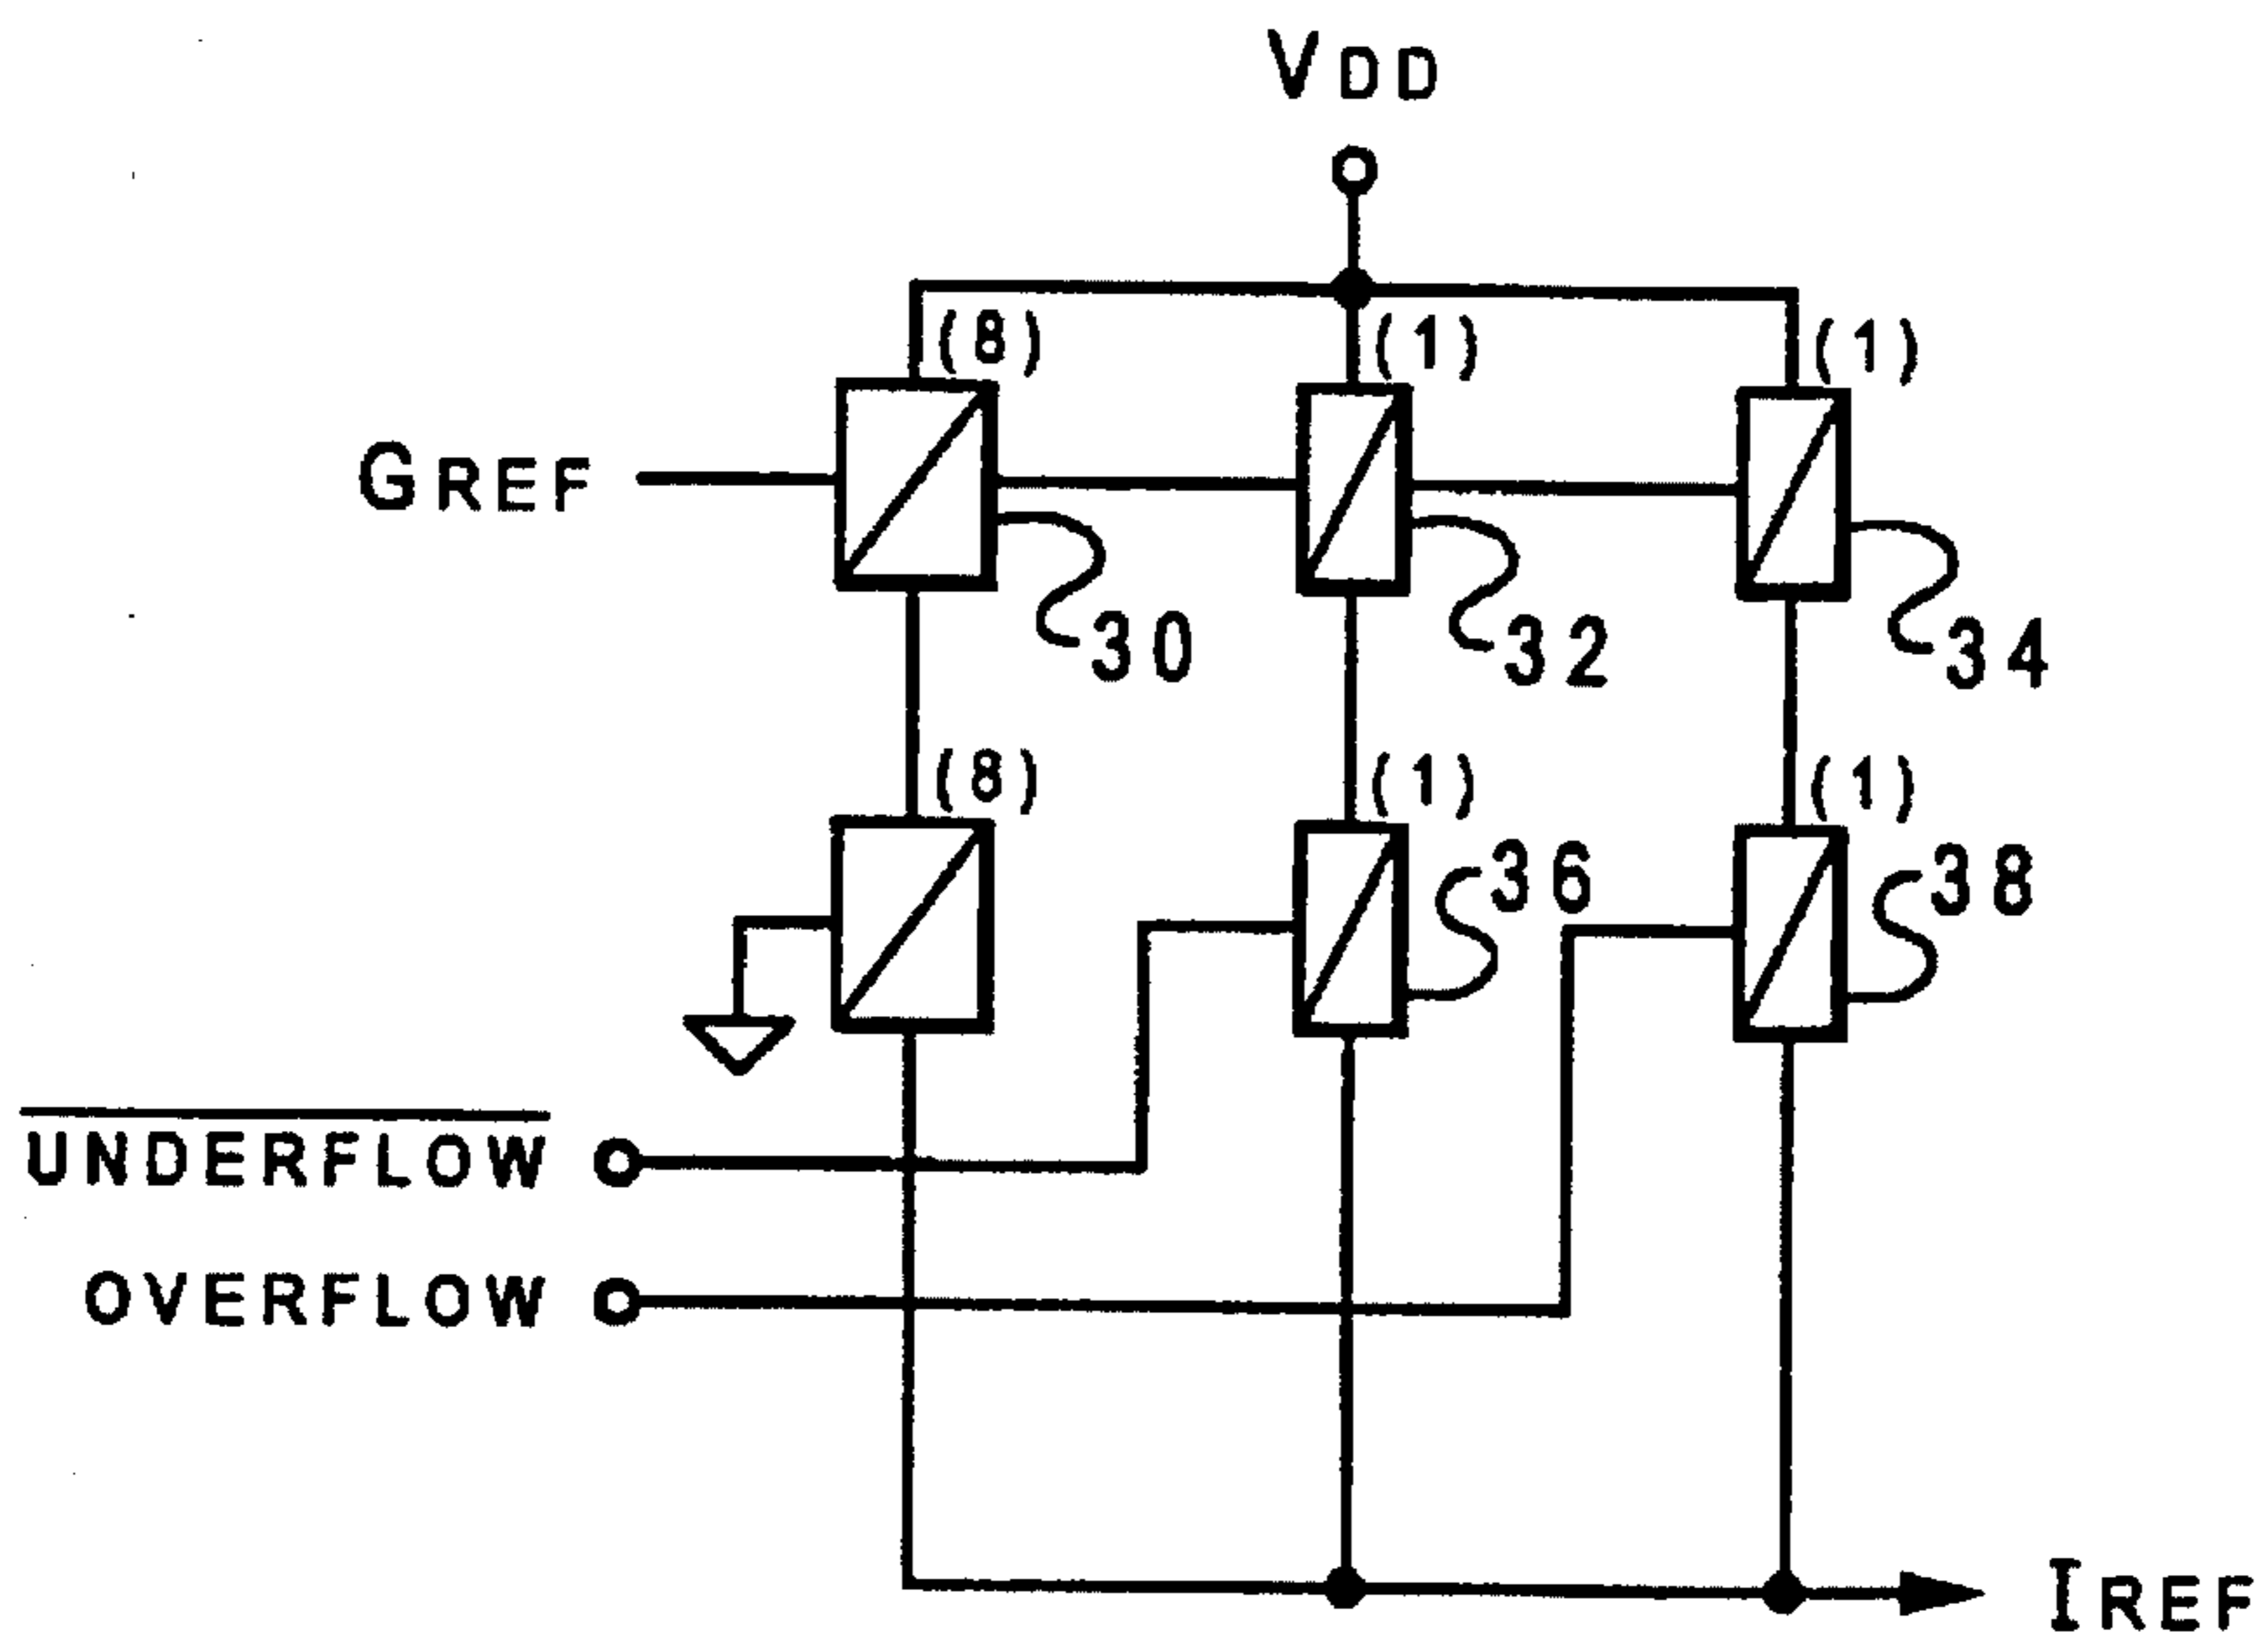 VDD
(8)
(1)
(1)
GREF
30
32
34
(8)
(1)
(1)
36
38
UNDERFLOW
OVERFLOW
IREF